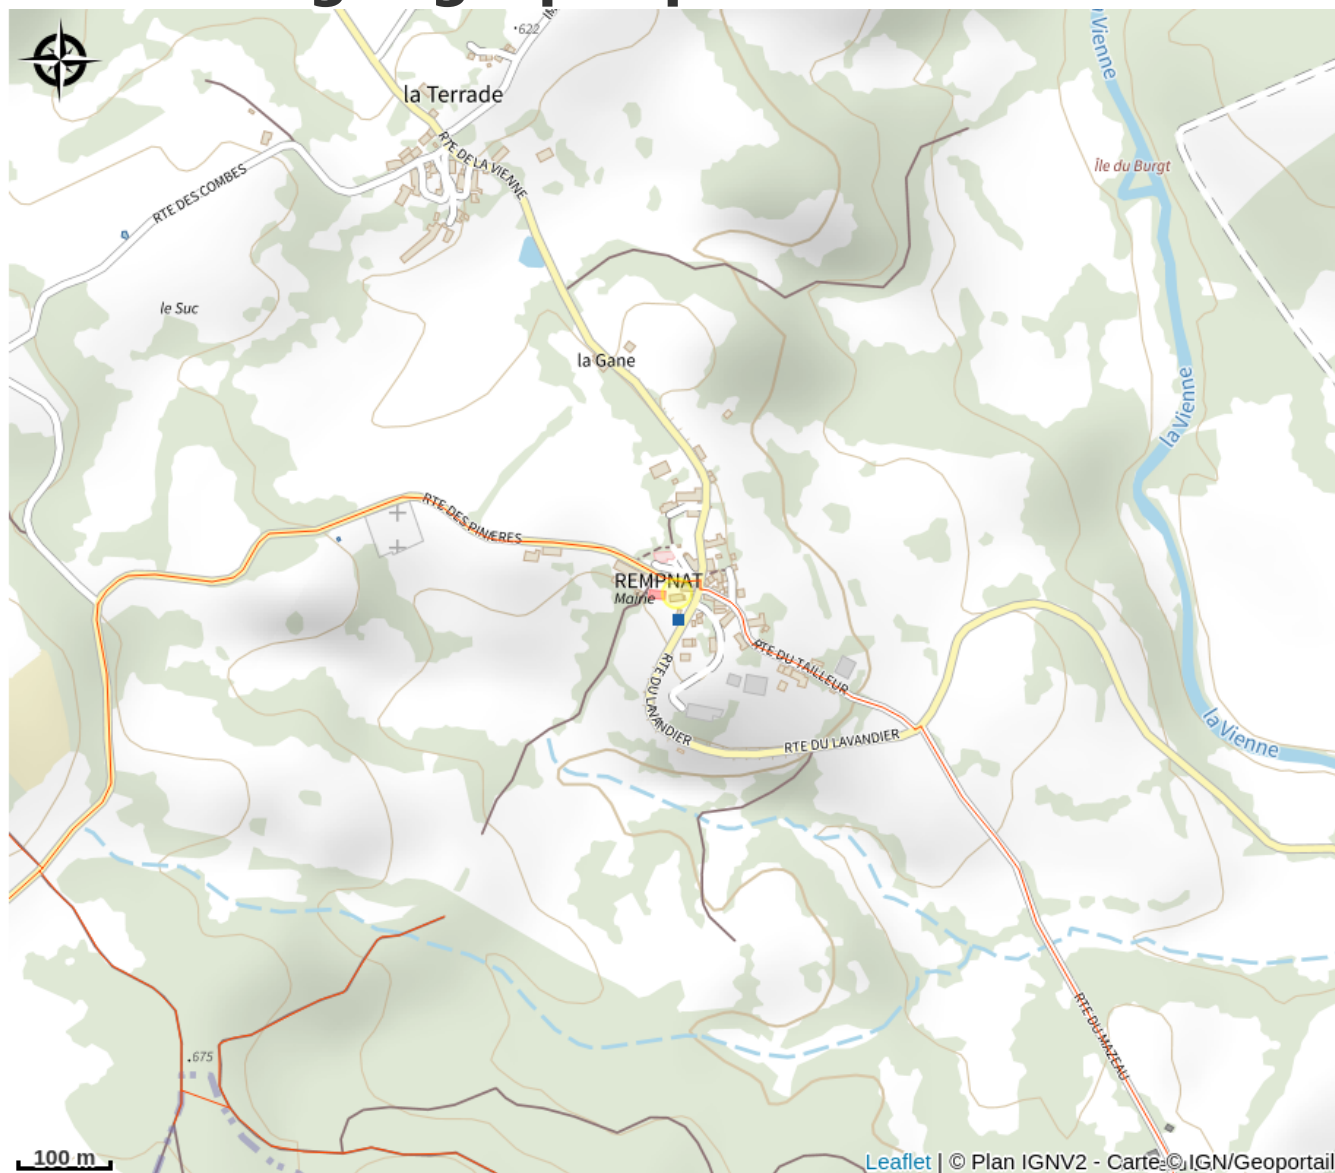 622
la Terrade
RTE DE LA VIENNE
RTE DES COMBES
Vienne
Île du Burgt
le Suc
la Gane
la Vienne
RTE DES PINIERES
REMPNAT
Mairie
RTE DU TAILLEUR
RTE DU LAVANDIER
RTE DU LAVANDIER
la Vienne
RTE DU MAZEAU
675
100 m
Leaflet | © Plan IGNV2 - Carte © IGN/Geoportail